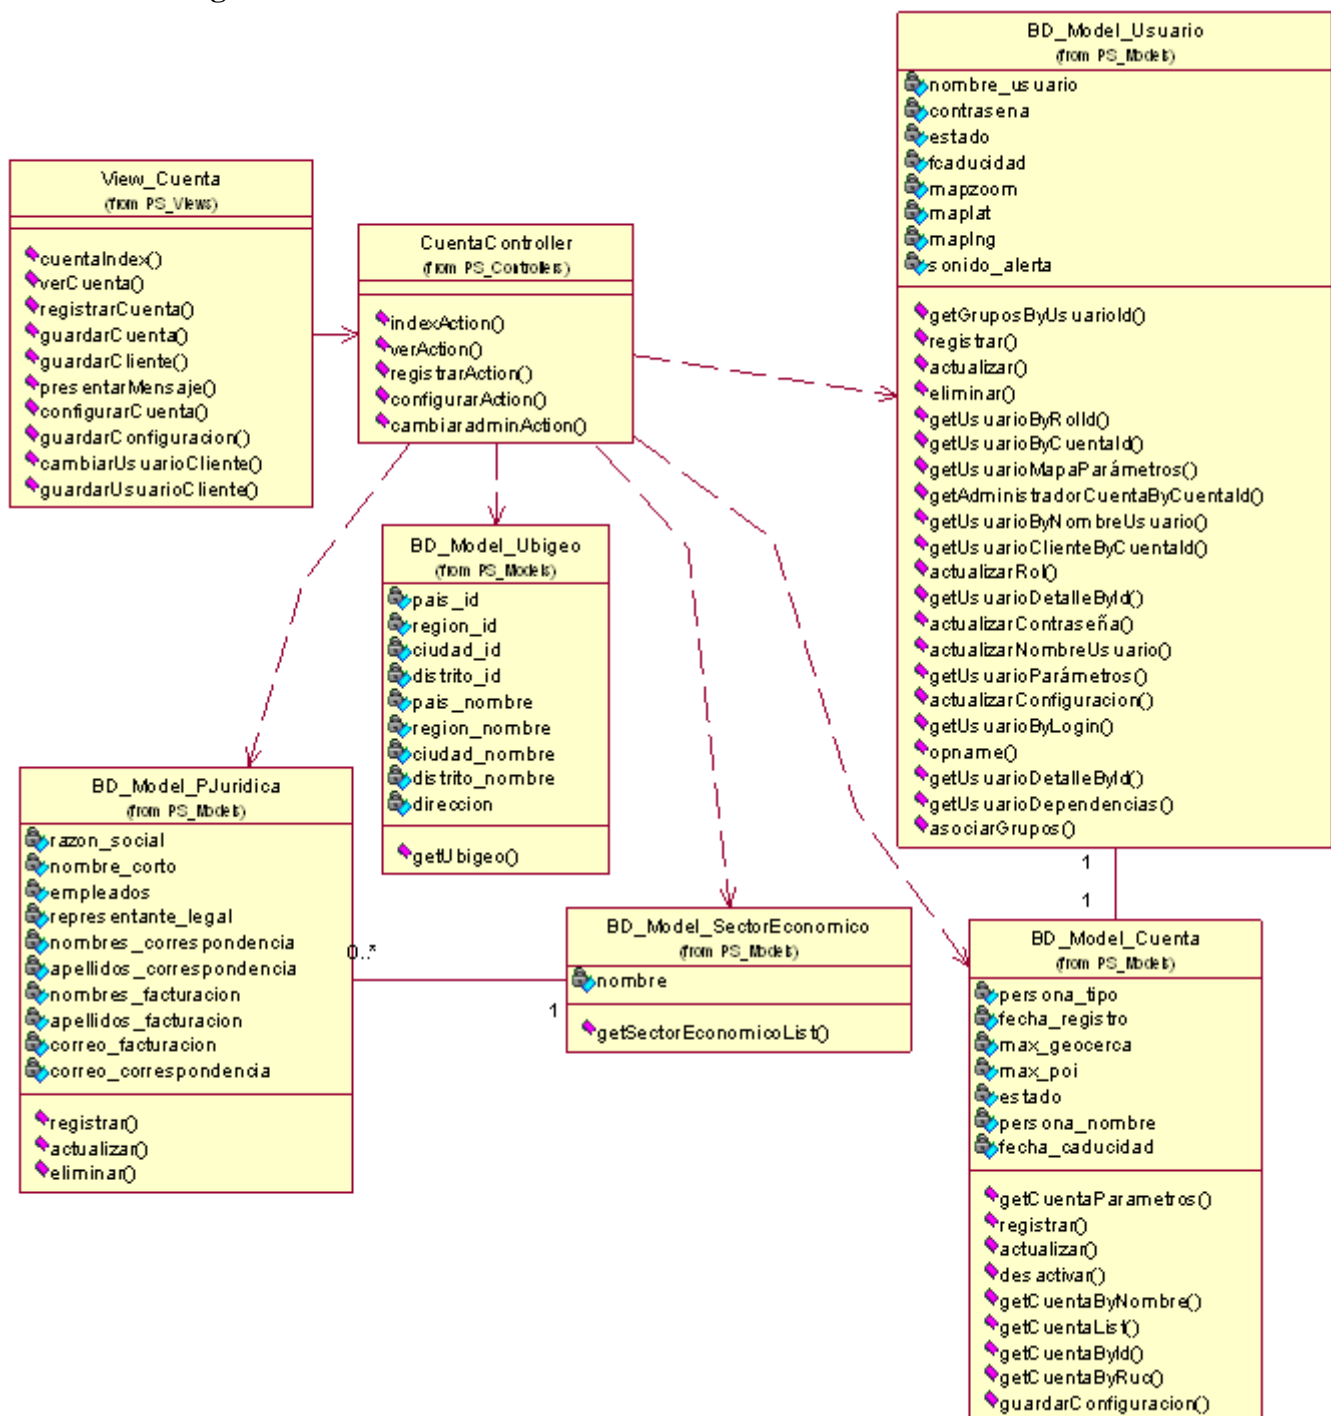 BD_Model_Usuario
(from PS_Models)
nombre_usuario
contrasena
estado
fcaducidad
mapzoom
maplat
maplng
sonido_alerta
getGruposByUsuarioId()
registrar()
actualizar()
eliminar()
getUsuarioByRolId()
getUsuarioByCuentaId()
getUsuarioMapaParámetros()
getAdministradorCuentaByCuentaId()
getUsuarioByNombreUsuario()
getUsuarioClienteByCuentaId()
actualizarRol()
getUsuarioDetalleById()
actualizarContraseña()
actualizarNombreUsuario()
getUsuarioParámetros()
actualizarConfiguracion()
getUsuarioByLogin()
opname()
getUsuarioDetalleById()
getUsuarioDependencias()
asociarGrupos()
View_Cuenta
(from PS_Views)
cuentaIndex()
verCuenta()
registrarCuenta()
guardarCuenta()
guardarCliente()
presentarMensaje()
configurarCuenta()
guardarConfiguracion()
cambiarUsuarioCliente()
guardarUsuarioCliente()
CuentaController
(from PS_Controllers)
indexAction()
verAction()
registrarAction()
configurarAction()
cambiaradminAction()
BD_Model_Ubigeo
(from PS_Models)
pais_id
region_id
ciudad_id
distrito_id
pais_nombre
region_nombre
ciudad_nombre
distrito_nombre
direccion
getUbigeo()
BD_Model_PJuridica
(from PS_Models)
razon_social
nombre_corto
empleados
representante_legal
nombres_correspondencia
apellidos_correspondencia
nombres_facturacion
apellidos_facturacion
correo_facturacion
correo_correspondencia
registrar()
actualizar()
eliminar()
0..*
1
BD_Model_SectorEconomico
(from PS_Models)
nombre
getSectorEconomicoList()
1
1
BD_Model_Cuenta
(from PS_Models)
persona_tipo
fecha_registro
max_geocerca
max_poi
estado
persona_nombre
fecha_caducidad
getCuentaParametros()
registrar()
actualizar()
desactivar()
getCuentaByNombre()
getCuentaList()
getCuentaById()
getCuentaByRuc()
guardarConfiguracion()